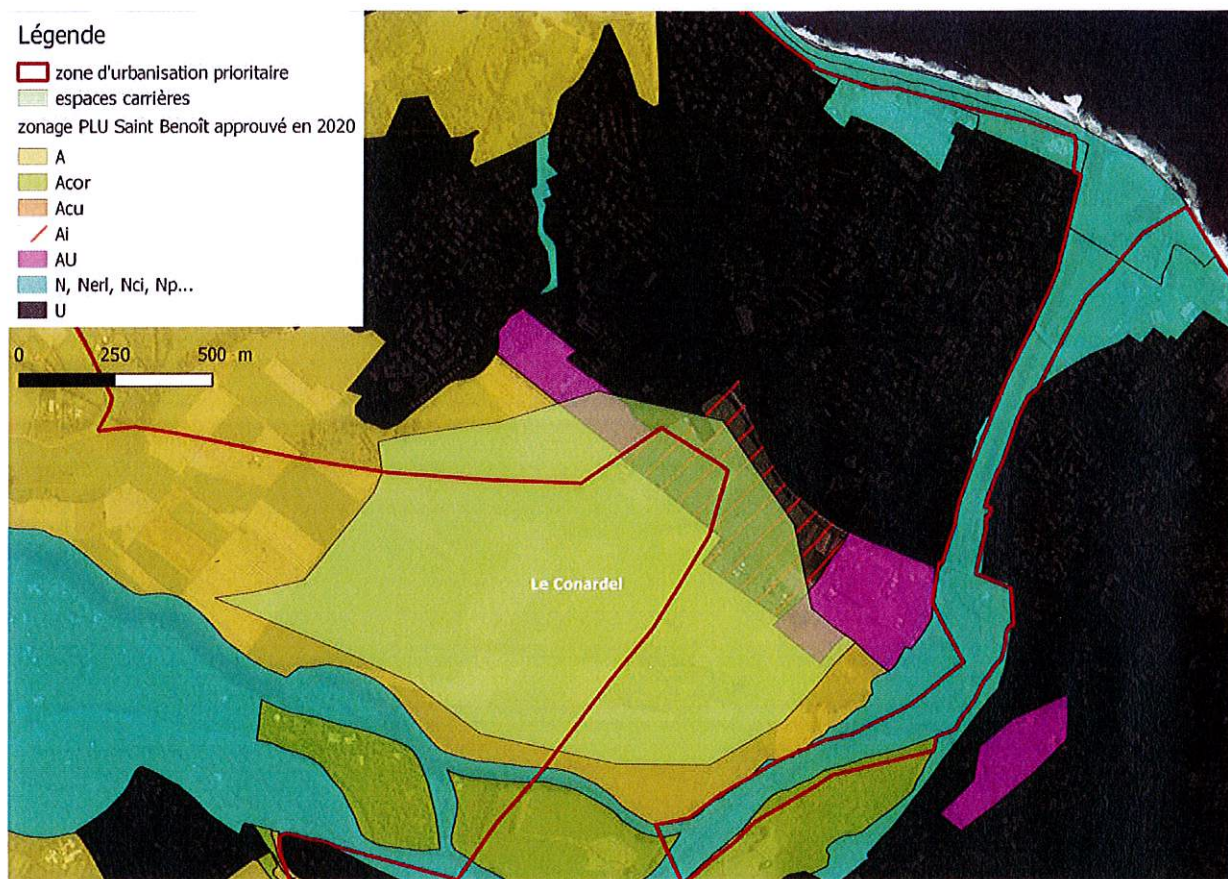 Légende
zone d'urbanisation prioritaire
espaces carrières
zonage PLU Saint Benoît approuvé en 2020
A
Acor
Acu
Ai
AU
N, Nerl, Nci, Np...
U
0 250 500 m
Le Conardel